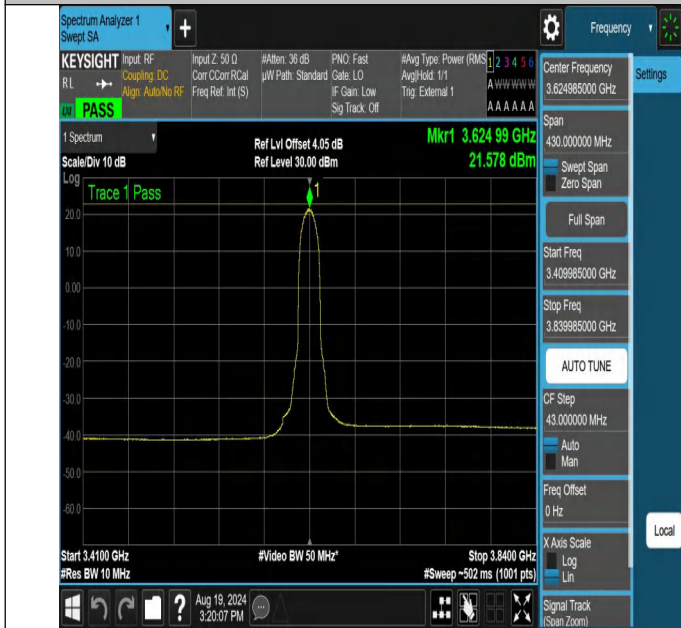 Spectrum Analyzer 1
Swept SA
+
Frequency
KEYSIGHT
RL
PASS
Input: RF
Coupling: DC
Align: Auto/No RF
Input Z: 50 Ω
Corr CCorr RCal
Freq Ref: Int (S)
#Atten: 36 dB
µW Path: Standard
PNO: Fast
Gate: LO
IF Gain: Low
Sig Track: Off
#Avg Type: Power (RMS
Avg|Hold: 1/1
Trig: External 1
1 2 3 4 5 6
A W W W W W
A A A A A A
1 Spectrum
Scale/Div 10 dB
Ref Lvl Offset 4.05 dB
Ref Level 30.00 dBm
Mkr1 3.624 99 GHz
21.578 dBm
Log
Trace 1 Pass
1
20.0
10.0
0.00
-10.0
-20.0
-30.0
-40.0
-50.0
-60.0
Start 3.4100 GHz
#Res BW 10 MHz
#Video BW 50 MHz*
Stop 3.8400 GHz
#Sweep ~502 ms (1001 pts)
?
Aug 19, 2024
3:20:07 PM
Center Frequency
3.624985000 GHz
Settings
Span
430.000000 MHz
Swept Span
Zero Span
Full Span
Start Freq
3.409985000 GHz
Stop Freq
3.839985000 GHz
AUTO TUNE
CF Step
43.000000 MHz
Auto
Man
Freq Offset
0 Hz
Local
X Axis Scale
Log
Lin
Signal Track
(Span Zoom)